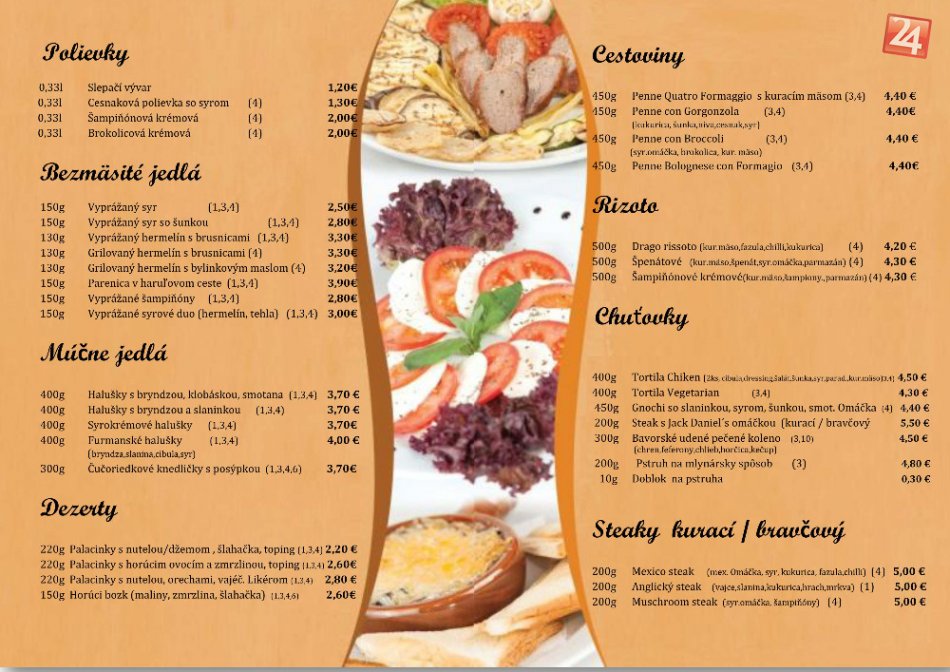 24
Polievky
0,33l Slepačí vývar 1,20€
0,33l Cesnaková polievka so syrom (4) 1,30€
0,33l Šampiňónová krémová (4) 2,00€
0,33l Brokolicová krémová (4) 2,00€
Bezmäsité jedlá
150g Vyprážaný syr (1,3,4) 2,50€
150g Vyprážaný syr so šunkou (1,3,4) 2,80€
130g Vyprážaný hermelín s brusnicami (1,3,4) 3,30€
130g Grilovaný hermelín s brusnicami (4) 3,30€
130g Grilovaný hermelín s bylinkovým maslom (4) 3,20€
150g Parenica v haruľovom ceste (1,3,4) 3,90€
150g Vyprážané šampiňóny (1,3,4) 2,80€
150g Vyprážané syrové duo (hermelín, tehla) (1,3,4) 3,00€
Múčne jedlá
400g Halušky s bryndzou, klobáskou, smotana (1,3,4) 3,70 €
400g Halušky s bryndzou a slaninkou (1,3,4) 3,70 €
400g Syrokrémové halušky (1,3,4) 3,70€
400g Furmanské halušky (1,3,4) 4,00 €
(bryndza,slanina,cibula,syr)
300g Čučoriedkové knedličky s posýpkou (1,3,4,6) 3,70€
Dezerty
220g Palacinky s nutelou/džemom , šlahačka, toping (1,3,4) 2,20 €
220g Palacinky s horúcim ovocím a zmrzlinou, toping (1,3,4) 2,60€
220g Palacinky s nutelou, orechami, vaječ. Likérom (1,3,4) 2,80 €
150g Horúci bozk (maliny, zmrzlina, šlahačka) (1,3,4,6) 2,60€
Cestoviny
450g Penne Quatro Formaggio s kuracím mäsom (3,4) 4,40 €
450g Penne con Gorgonzola (3,4) 4,40€
(kukurica, šunka,niva,cesnak,syr)
450g Penne con Broccoli (3,4) 4,40 €
(syr.omáčka, brokolica, kur. mäso)
450g Penne Bolognese con Formagio (3,4) 4,40€
Rizoto
500g Drago rissoto (kur.mäso,fazula,chilli,kukurica) (4) 4,20 €
500g Špenátové (kur.mäso,špenát,syr.omáčka,parmazán) (4) 4,30 €
500g Šampiňónové krémové(kur.mäso,šampiony.,parmazán) (4) 4,30 €
Chuťovky
400g Tortila Chiken (2ks, cibula,dressing,šalát,šunka,syr,parad.,kur.mäso)(3,4) 4,50 €
400g Tortila Vegetarian (3,4) 4,30 €
450g Gnochi so slaninkou, syrom, šunkou, smot. Omáčka (4) 4,40 €
200g Steak s Jack Daniel´s omáčkou (kurací / bravčový 5,50 €
300g Bavorské udené pečené koleno (3,10) 4,50 €
(chren,feferony,chlieb,horčica,kečup)
200g Pstruh na mlynársky spôsob (3) 4,80 €
10g Doblok na pstruha 0,30 €
Steaky kurací / bravčový
200g Mexico steak (mex. Omáčka, syr, kukurica, fazula,chilli) (4) 5,00 €
200g Anglický steak (vajce,slanina,kukurica,hrach,mrkva) (1) 5,00 €
200g Muschroom steak (syr.omáčka, šampiňóny) (4) 5,00 €